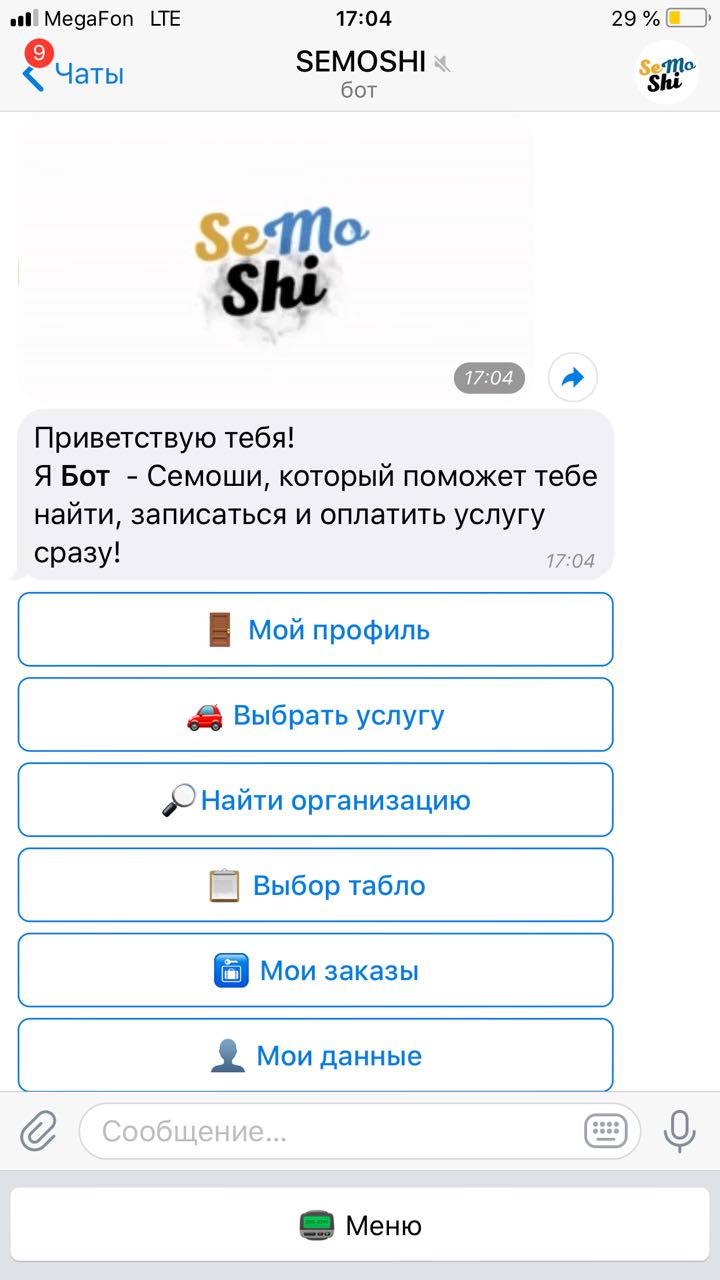 MegaFon LTE 17:04 29 %
9
Чаты
SEMOSHI
бот
SeMo
Shi
SeMo
Shi
17:04
Приветствую тебя!
Я Бот - Семоши, который поможет тебе
найти, записаться и оплатить услугу
сразу!
17:04
Мой профиль
Выбрать услугу
Найти организацию
Выбор табло
Мои заказы
Мои данные
Сообщение...
Меню